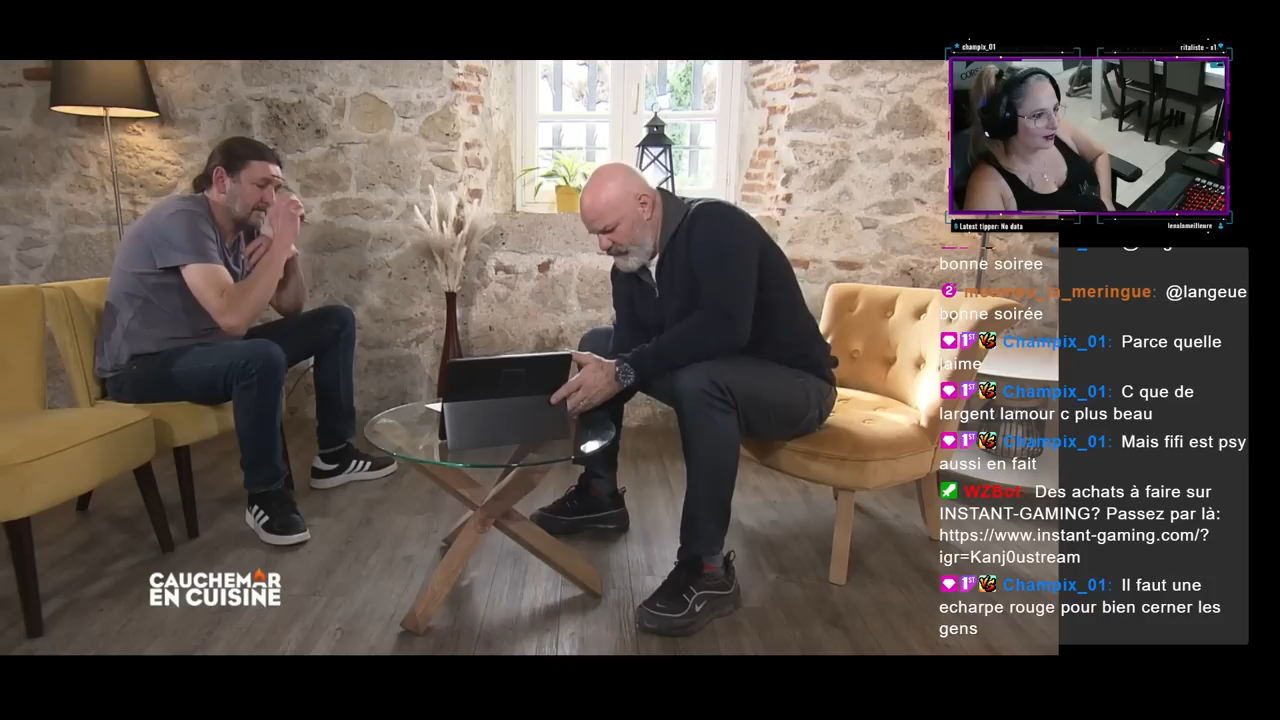 champix_01
ritaliste - x1
CORS
Latest tipper: No data
lenalameilleure
bonne soiree
@langeue
bonne soirée
Champix_01: Parce quelle
laime
Champix_01: C que de
largent lamour c plus beau
Champix_01: Mais fifi est psy
aussi en fait
WZBot: Des achats à faire sur
INSTANT-GAMING? Passez par là:
https://www.instant-gaming.com/?
igr=Kanj0ustream
Champix_01: Il faut une
echarpe rouge pour bien cerner les
gens
CAUCHEMAR
EN CUISINE